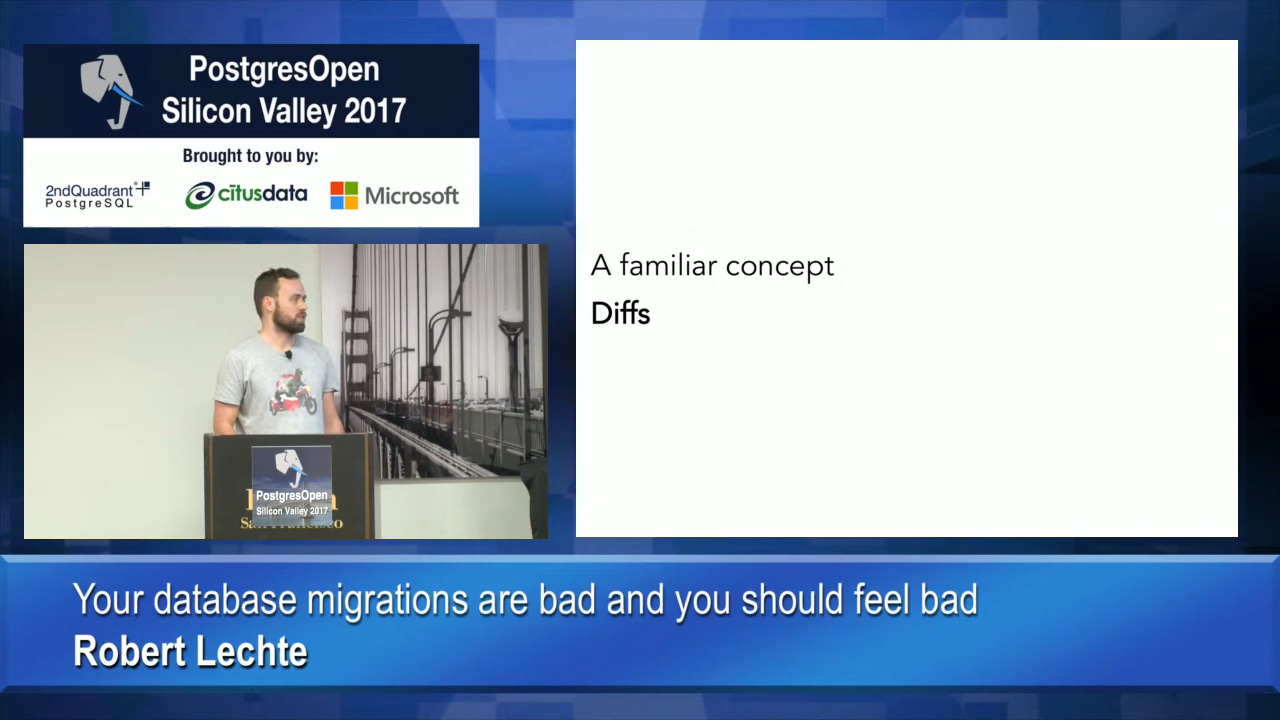 PostgresOpen
Silicon Valley 2017
Brought to you by:
2ndQuadrant
PostgreSQL
citusdata
Microsoft
A familiar concept
Diffs
PostgresOpen
Silicon Valley 2017
Your database migrations are bad and you should feel bad
Robert Lechte